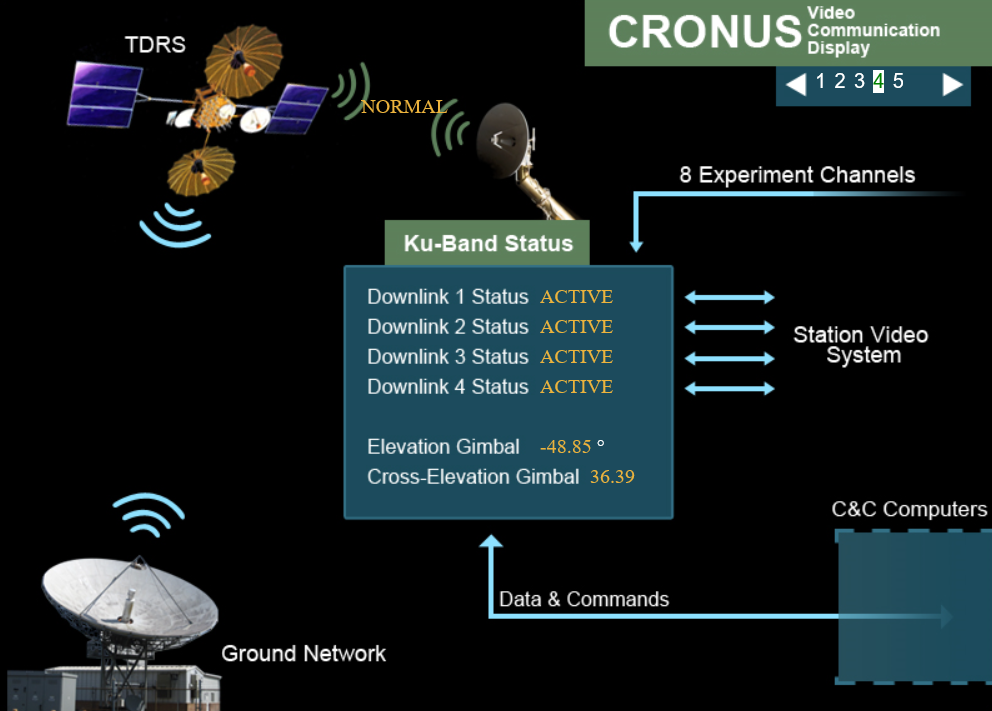 TDRS
CRONUS
Video
Communication
Display
1 2 3 4 5
NORMAL
8 Experiment Channels
Ku-Band Status
Downlink 1 Status ACTIVE
Downlink 2 Status ACTIVE
Downlink 3 Status ACTIVE
Downlink 4 Status ACTIVE
Station Video
System
Elevation Gimbal -48.85 °
Cross-Elevation Gimbal 36.39
C&C Computers
Data & Commands
Ground Network